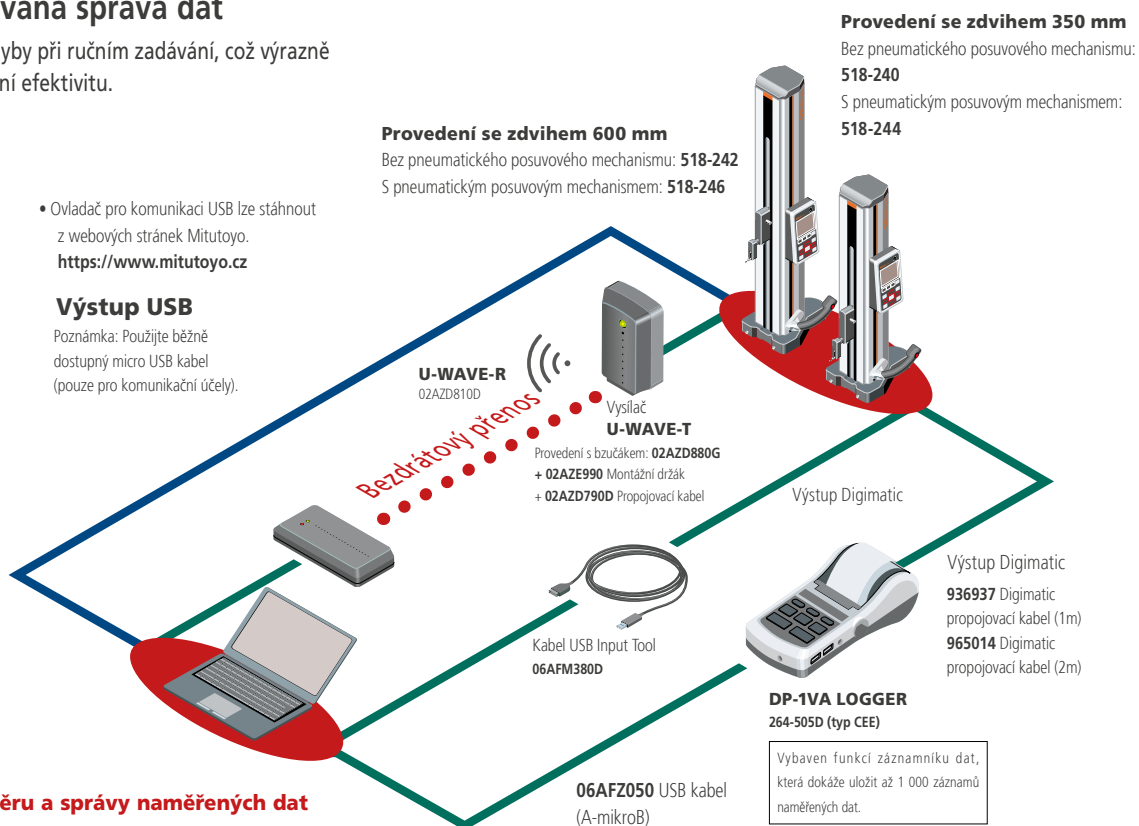 vaná správa dat
yby při ručním zadávání, což výrazně
ní efektivitu.
Provedení se zdvihem 350 mm
Bez pneumatického posuvového mechanismu:
518-240
S pneumatickým posuvovým mechanismem:
518-244
Provedení se zdvihem 600 mm
Bez pneumatického posuvového mechanismu: 518-242
S pneumatickým posuvovým mechanismem: 518-246
• Ovladač pro komunikaci USB lze stáhnout
z webových stránek Mitutoyo.
https://www.mitutoyo.cz
Výstup USB
Poznámka: Použijte běžně
dostupný micro USB kabel
(pouze pro komunikační účely).
U-WAVE-R
02AZD810D
Bezdrátový přenos
Vysílač
U-WAVE-T
Provedení s bzučákem: 02AZD880G
+ 02AZE990 Montážní držák
+ 02AZD790D Propojovací kabel
Výstup Digimatic
Kabel USB Input Tool
06AFM380D
Výstup Digimatic
936937 Digimatic
propojovací kabel (1m)
965014 Digimatic
propojovací kabel (2m)
DP-1VA LOGGER
264-505D (typ CEE)
Vybaven funkcí záznamníku dat,
která dokáže uložit až 1 000 záznamů
naměřených dat.
06AFZ050 USB kabel
(A-mikroB)
ěru a správy naměřených dat